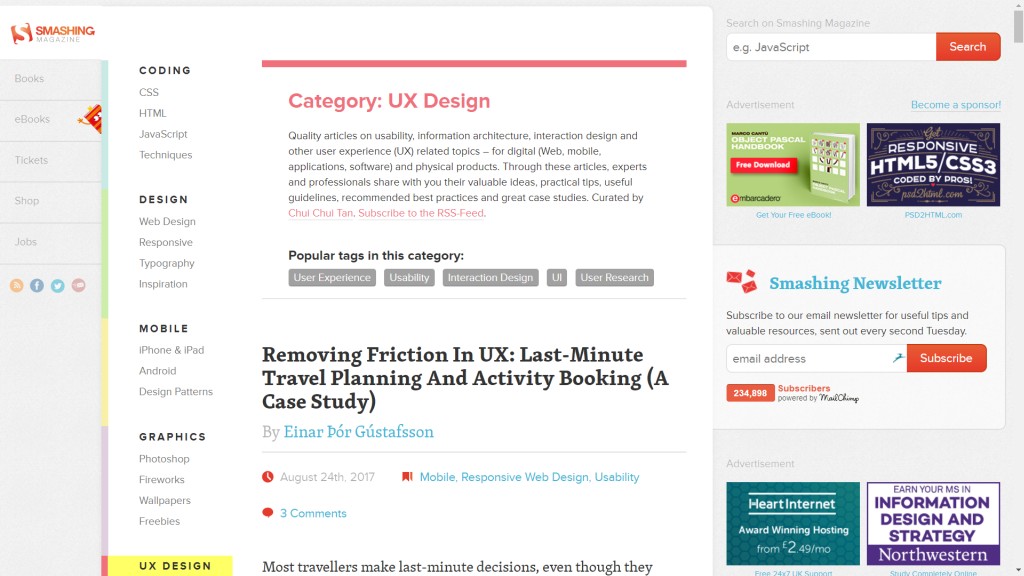 SMASHING
MAGAZINE
Books
eBooks
Tickets
Shop
Jobs
CODING
CSS
HTML
JavaScript
Techniques
DESIGN
Web Design
Responsive
Typography
Inspiration
MOBILE
iPhone & iPad
Android
Design Patterns
GRAPHICS
Photoshop
Fireworks
Wallpapers
Freebies
UX DESIGN
Category: UX Design
Quality articles on usability, information architecture, interaction design and
other user experience (UX) related topics – for digital (Web, mobile,
applications, software) and physical products. Through these articles, experts
and professionals share with you their valuable ideas, practical tips, useful
guidelines, recommended best practices and great case studies. Curated by
Chui Chui Tan. Subscribe to the RSS-Feed.
Popular tags in this category:
User Experience Usability Interaction Design UI User Research
Removing Friction In UX: Last-Minute
Travel Planning And Activity Booking (A
Case Study)
By Einar Þór Gústafsson
August 24th, 2017 Mobile, Responsive Web Design, Usability
3 Comments
Most travellers make last-minute decisions, even though they
Search on Smashing Magazine
e.g. JavaScript Search
Advertisement Become a sponsor!
MARCO CANTÙ
OBJECT PASCAL
HANDBOOK
Free Download
embarcadero
Get Your Free eBook!
Get
RESPONSIVE
HTML5/CSS3
CODED BY PROS!
psd2html.com
PSD2HTML.com
Smashing Newsletter
Subscribe to our email newsletter for useful tips and
valuable resources, sent out every second Tuesday.
email address Subscribe
234,898 Subscribers
powered by MailChimp
Advertisement
Heart Internet
Award Winning Hosting
from £2.49/mo
Free 24x7 UK Support
EARN YOUR MS IN
INFORMATION
DESIGN AND
STRATEGY
Northwestern
Study Completely Online